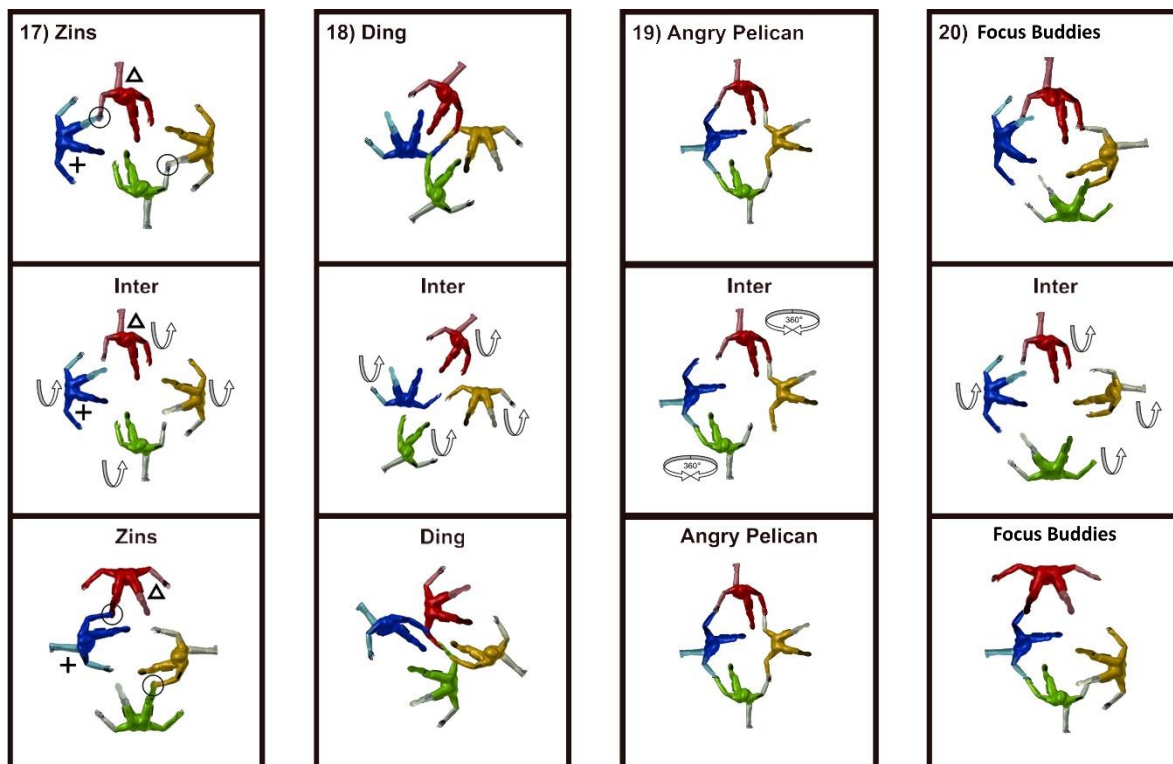 17) Zins
Inter
Zins
18) Ding
Inter
Ding
19) Angry Pelican
Inter
360°
360°
Angry Pelican
20) Focus Buddies
Inter
Focus Buddies